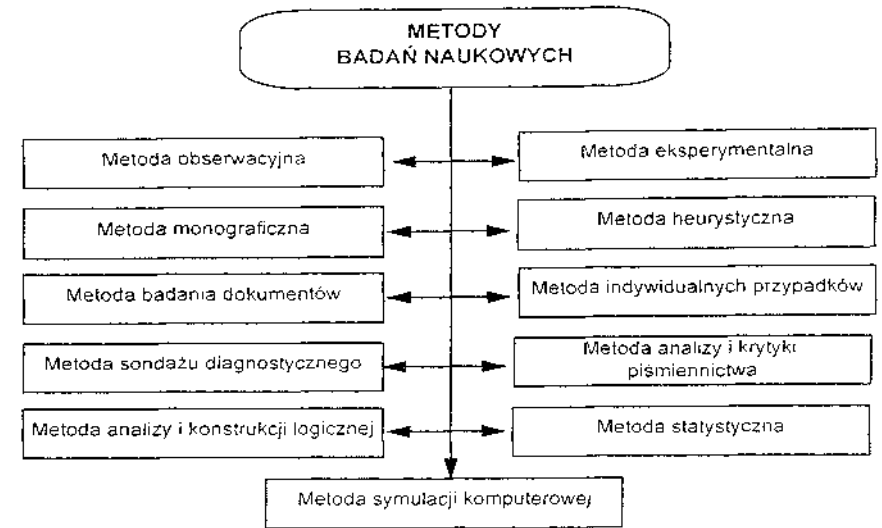 METODY
BADAŃ NAUKOWYCH
Metoda obserwacyjna
Metoda eksperymentalna
Metoda monograficzna
Metoda heurystyczna
Metoda badania dokumentów
Metoda indywidualnych przypadków
Metoda sondażu diagnostycznego
Metoda analizy i krytyki
piśmiennictwa
Metoda analizy i konstrukcji logicznej
Metoda statystyczna
Metoda symulacji komputerowej